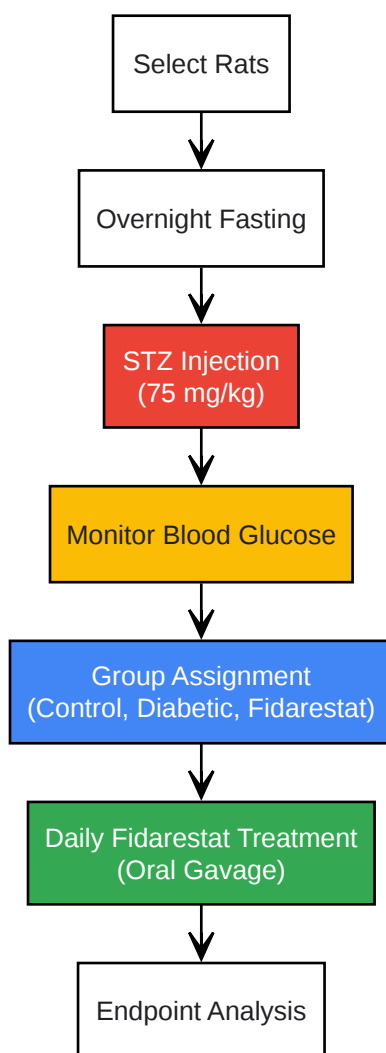 Select Rats
Overnight Fasting
STZ Injection
(75 mg/kg)
Monitor Blood Glucose
Group Assignment
(Control, Diabetic, Fidarestat)
Daily Fidarestat Treatment
(Oral Gavage)
Endpoint Analysis